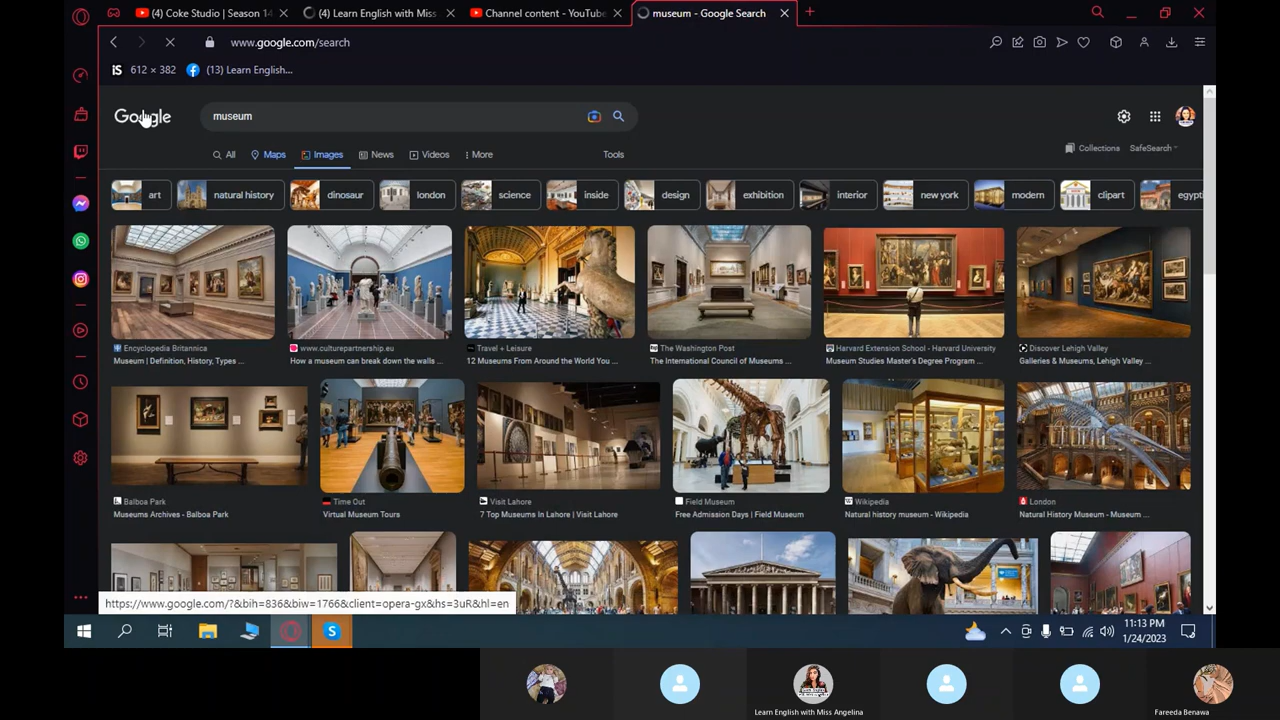 (4) Coke Studio | Season 14
(4) Learn English with Miss
Channel content - YouTube
museum - Google Search
www.google.com/search
iS 612 × 382
(13) Learn English...
Google
museum
All
Maps
Images
News
Videos
More
Tools
Collections
SafeSearch
art
natural history
dinosaur
london
science
inside
design
exhibition
interior
new york
modern
clipart
egypt
Encyclopedia Britannica
Museum | Definition, History, Types ...
www.culturepartnership.eu
How a museum can break down the walls ...
Travel + Leisure
12 Museums From Around the World You ...
The Washington Post
The International Council of Museums ...
Harvard Extension School - Harvard University
Museum Studies Master's Degree Program ...
Discover Lehigh Valley
Galleries & Museums, Lehigh Valley ...
Balboa Park
Museums Archives - Balboa Park
Time Out
Virtual Museum Tours
Visit Lahore
7 Top Museums In Lahore | Visit Lahore
Field Museum
Free Admission Days | Field Museum
Wikipedia
Natural history museum - Wikipedia
London
Natural History Museum - Museum ...
https://www.google.com/?&bih=836&biw=1766&client=opera-gx&hs=3uR&hl=en
11:13 PM
1/24/2023
Learn English with Miss Angelina
Fareeda Benawa